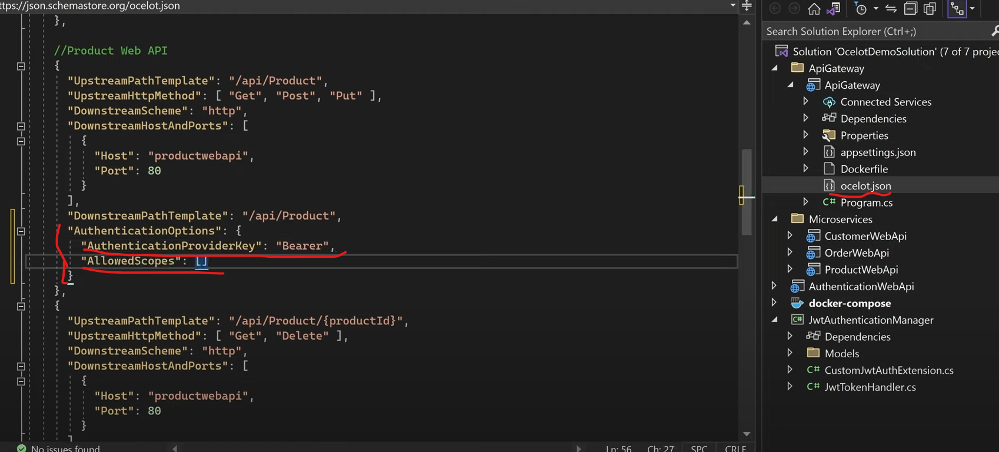 ttps://json.schemastore.org/ocelot.json
},
//Product Web API
{
"UpstreamPathTemplate": "/api/Product",
"UpstreamHttpMethod": [ "Get", "Post", "Put" ],
"DownstreamScheme": "http",
"DownstreamHostAndPorts": [
{
"Host": "productwebapi",
"Port": 80
}
],
"DownstreamPathTemplate": "/api/Product",
"AuthenticationOptions": {
"AuthenticationProviderKey": "Bearer",
"AllowedScopes": []
}
},
{
"UpstreamPathTemplate": "/api/Product/{productId}",
"UpstreamHttpMethod": [ "Get", "Delete" ],
"DownstreamScheme": "http",
"DownstreamHostAndPorts": [
{
"Host": "productwebapi",
"Port": 80
}
]
No issues found
Ln: 56 Ch: 27 SPC CRLF
Search Solution Explorer (Ctrl+;)
Solution 'OcelotDemoSolution' (7 of 7 projec
ApiGateway
ApiGateway
Connected Services
Dependencies
Properties
appsettings.json
Dockerfile
ocelot.json
C# Program.cs
Microservices
CustomerWebApi
OrderWebApi
ProductWebApi
AuthenticationWebApi
docker-compose
C# JwtAuthenticationManager
Dependencies
Models
C# CustomJwtAuthExtension.cs
C# JwtTokenHandler.cs